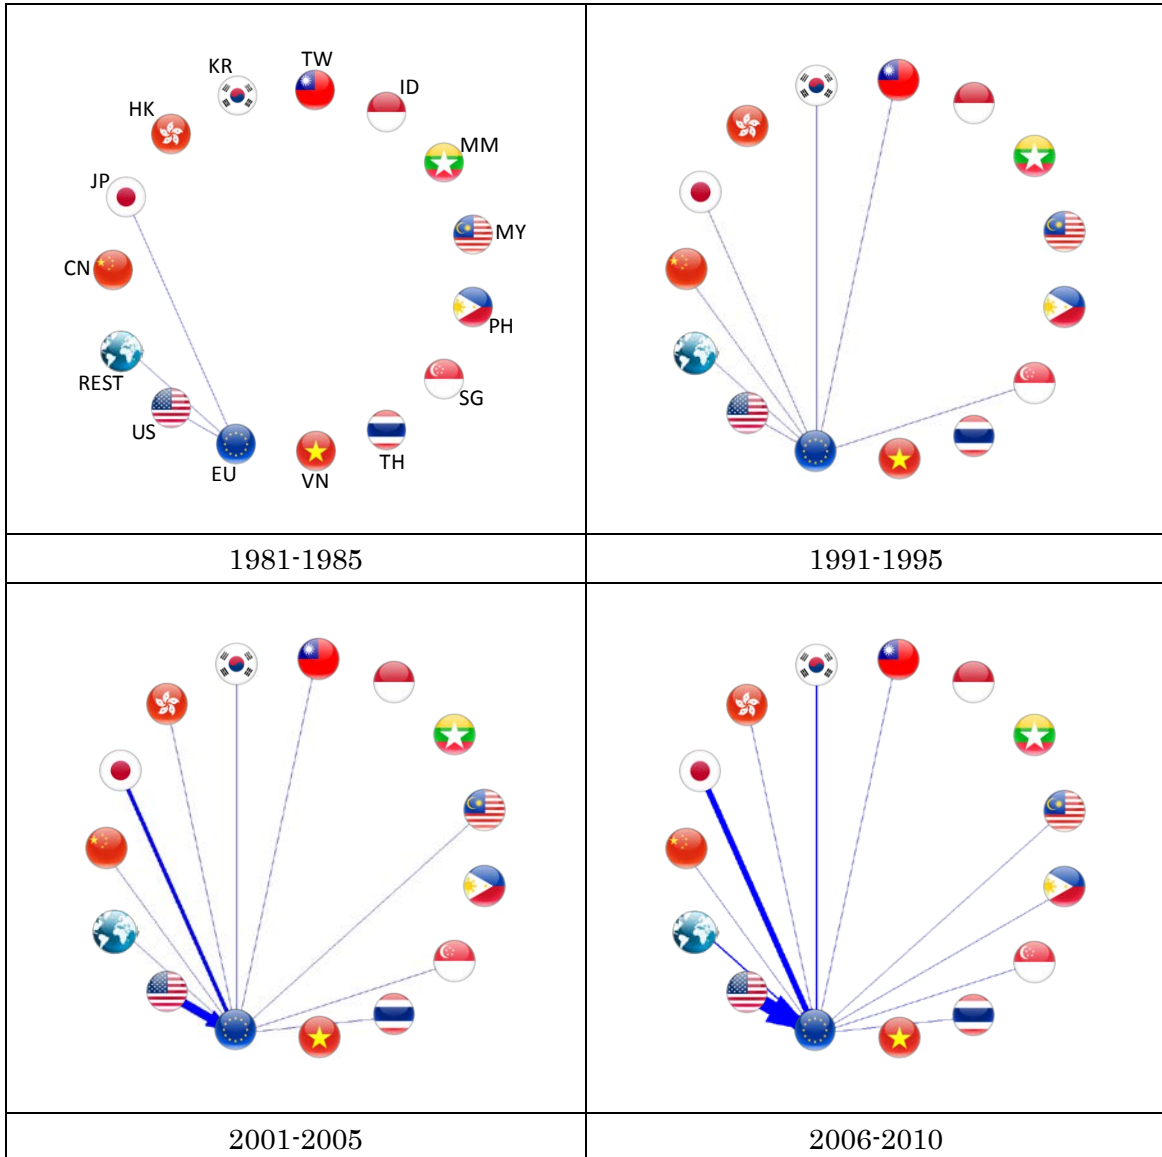 TW
KR
ID
HK
MM
JP
MY
CN
PH
REST
SG
US
TH
EU
VN
1981-1985
1991-1995
2001-2005
2006-2010